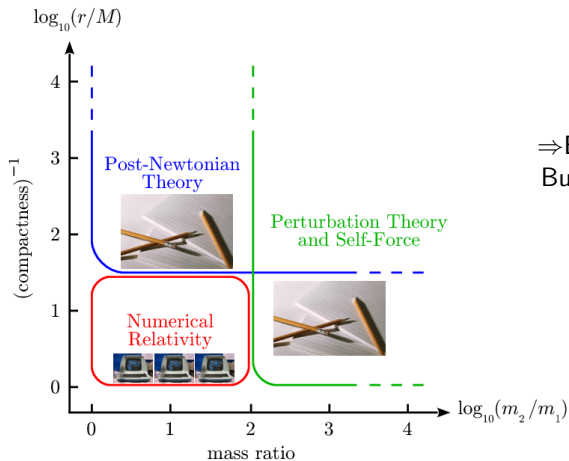 log₁₀(r/M)
4
3
2
1
0
(compactness)⁻¹
Post-Newtonian
Theory
Perturbation Theory
and Self-Force
Numerical
Relativity
0
1
2
3
4
log₁₀(m₂/m₁)
mass ratio
⇒
Bu